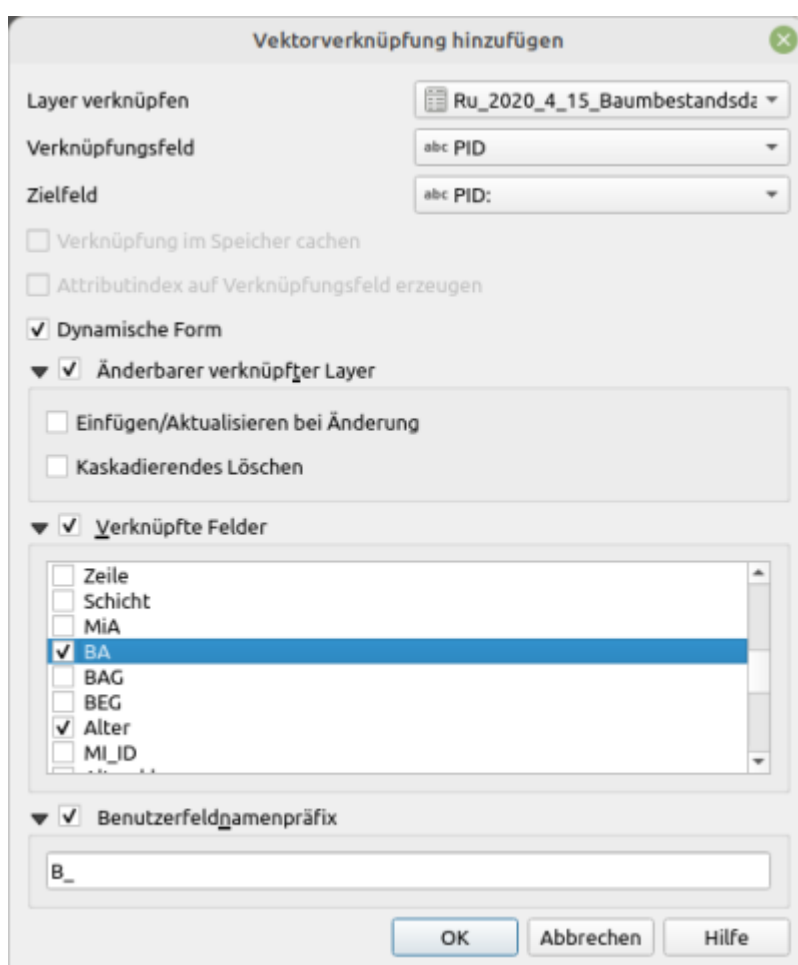 Vektorverknüpfung hinzufügen
Layer verknüpfen Ru_2020_4_15_Baumbestandsda
Verknüpfungsfeld abc PID
Zielfeld abc PID:
Verknüpfung im Speicher cachen
Attributindex auf Verknüpfungsfeld erzeugen
Dynamische Form
Änderbarer verknüpfter Layer
Einfügen/Aktualisieren bei Änderung
Kaskadierendes Löschen
Verknüpfte Felder
Zeile
Schicht
MiA
BA
BAG
BEG
Alter
MI_ID
Benutzerfeldnamenpräfix
B_
OK Abbrechen Hilfe